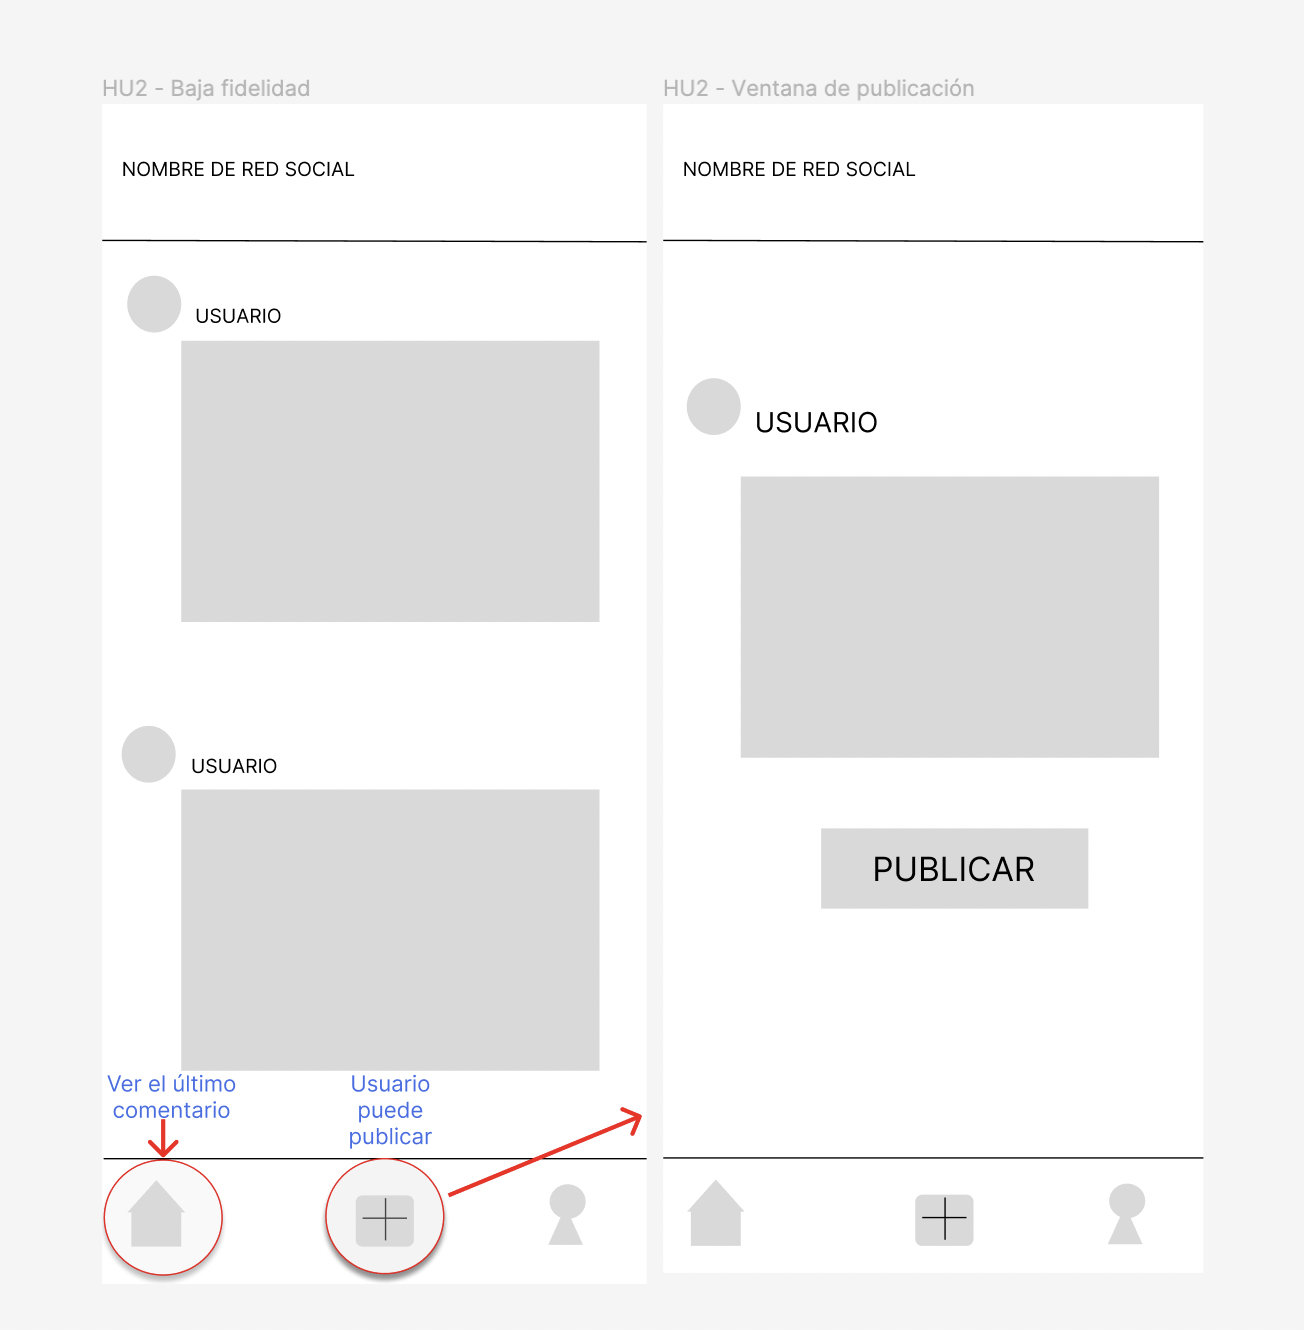 HU2 - Baja fidelidad
NOMBRE DE RED SOCIAL
USUARIO
USUARIO
Ver el último
comentario
Usuario
puede
publicar
HU2 - Ventana de publicación
NOMBRE DE RED SOCIAL
USUARIO
PUBLICAR